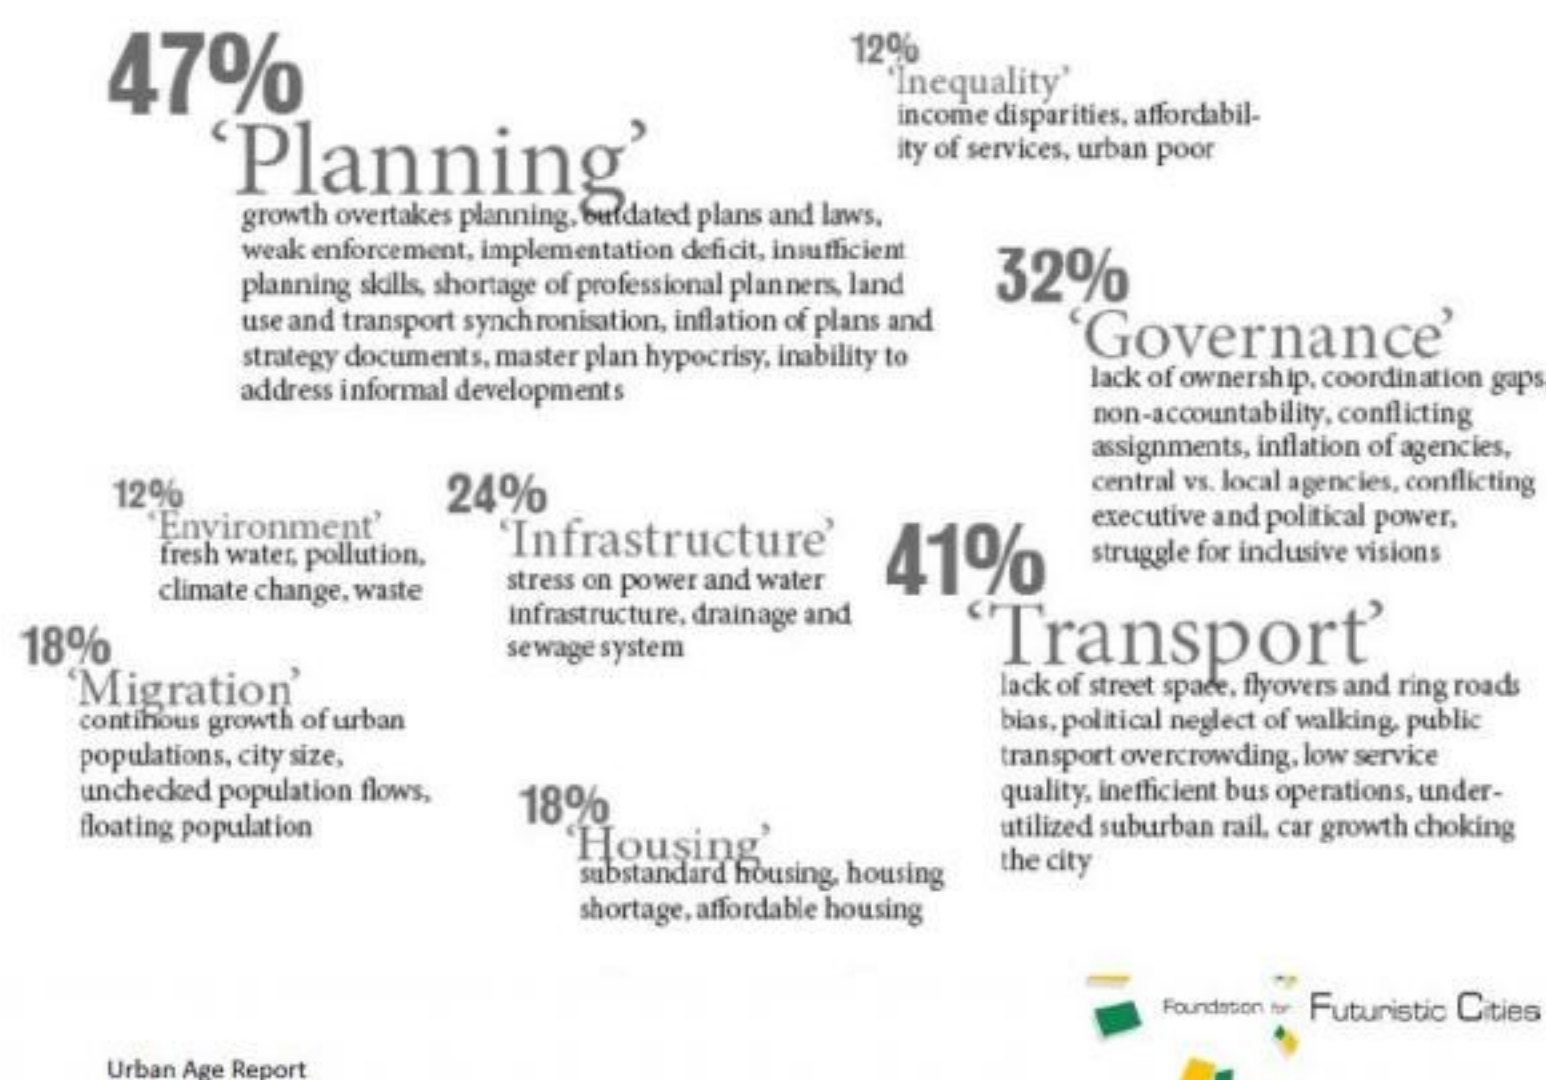 47%
‘Planning’
growth overtakes planning, outdated plans and laws,
weak enforcement, implementation deficit, insufficient
planning skills, shortage of professional planners, land
use and transport synchronisation, inflation of plans and
strategy documents, master plan hypocrisy, inability to
address informal developments
12%
‘Inequality’
income disparities, affordabil-
ity of services, urban poor
32%
‘Governance’
lack of ownership, coordination gaps,
non-accountability, conflicting
assignments, inflation of agencies,
central vs. local agencies, conflicting
executive and political power,
struggle for inclusive visions
12%
‘Environment’
fresh water, pollution,
climate change, waste
24%
‘Infrastructure’
stress on power and water
infrastructure, drainage and
sewage system
41%
‘Transport’
lack of street space, flyovers and ring roads
bias, political neglect of walking, public
transport overcrowding, low service
quality, inefficient bus operations, under-
utilized suburban rail, car growth choking
the city
18%
‘Migration’
continous growth of urban
populations, city size,
unchecked population flows,
floating population
18%
‘Housing’
substandard housing, housing
shortage, affordable housing
Foundation for Futuristic Cities
Urban Age Report